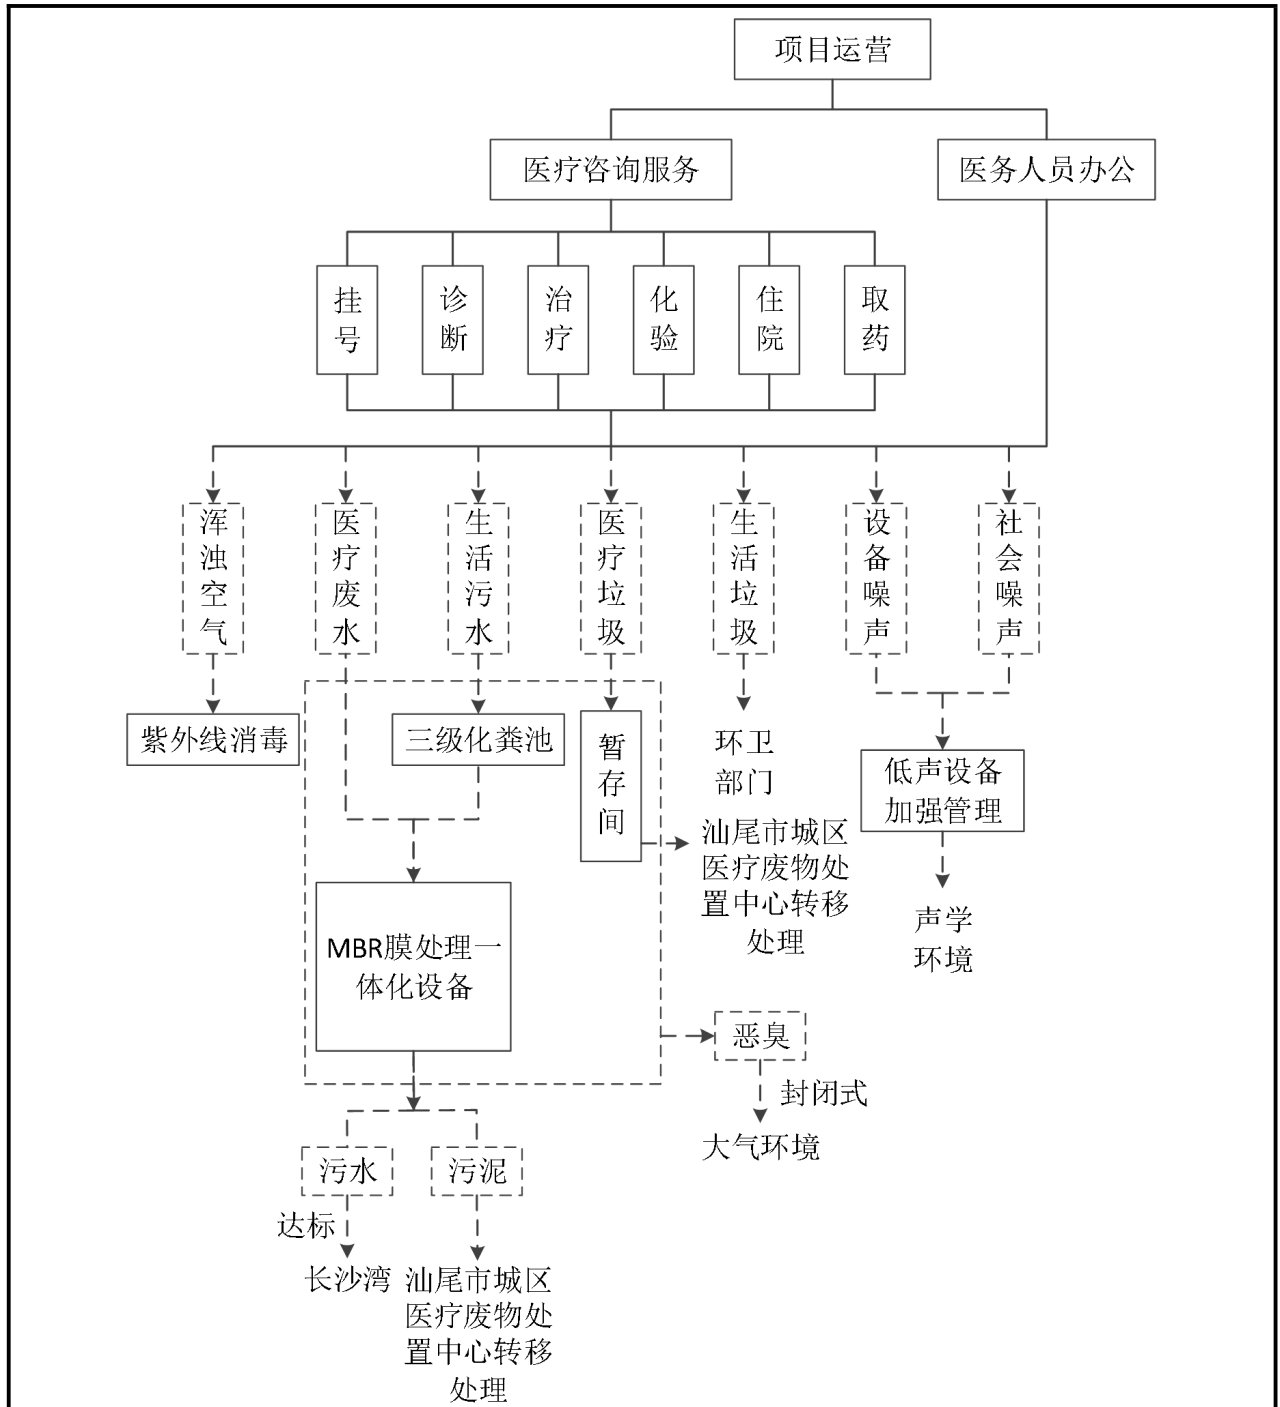 项目运营
医疗咨询服务
医务人员办公
挂号
诊断
治疗
化验
住院
取药
浑浊空气
医疗废水
生活污水
医疗垃圾
生活垃圾
设备噪声
社会噪声
紫外线消毒
三级化粪池
暂存间
环卫
部门
低声设备
加强管理
汕尾市城区
医疗废物处
置中心转移
处理
声学
环境
MBR膜处理一
体化设备
恶臭
封闭式
大气环境
污水
污泥
达标
长沙湾
汕尾市城区
医疗废物处
置中心转移
处理